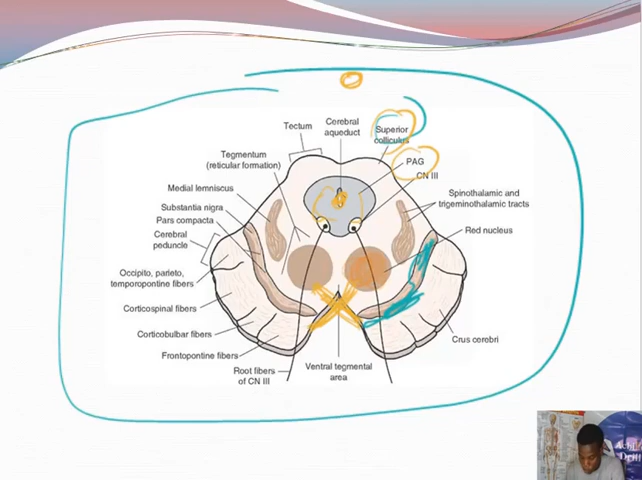 Tectum
Cerebral
aqueduct
Superior
colliculus
PAG
CN III
Tegmentum
(reticular formation)
Medial lemniscus
Substantia nigra
Pars compacta
Cerebral
peduncle
Spinothalamic and
trigeminothalamic tracts
Red nucleus
Occipito, parieto,
temporopontine fibers
Corticospinal fibers
Corticobulbar fibers
Frontopontine fibers
Root fibers
of CN III
Ventral tegmental
area
Crus cerebri